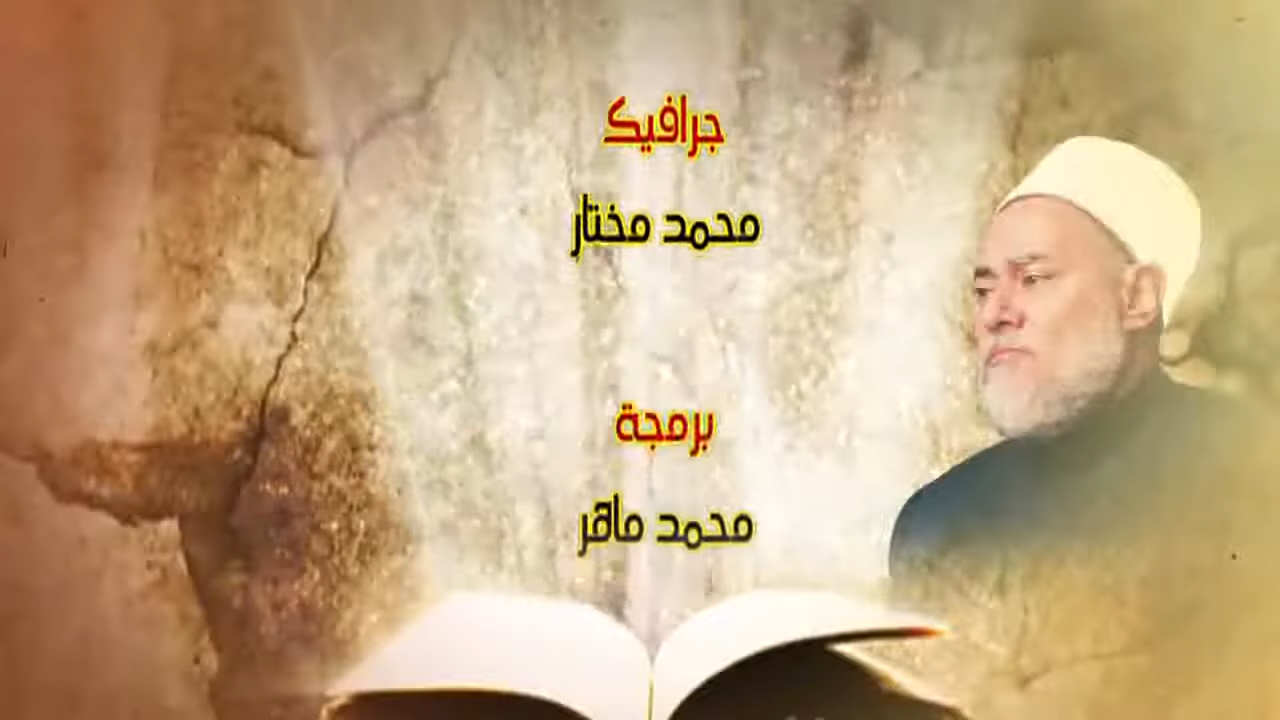 جرافيك
محمد مختار
برمجة
محمد ماهر